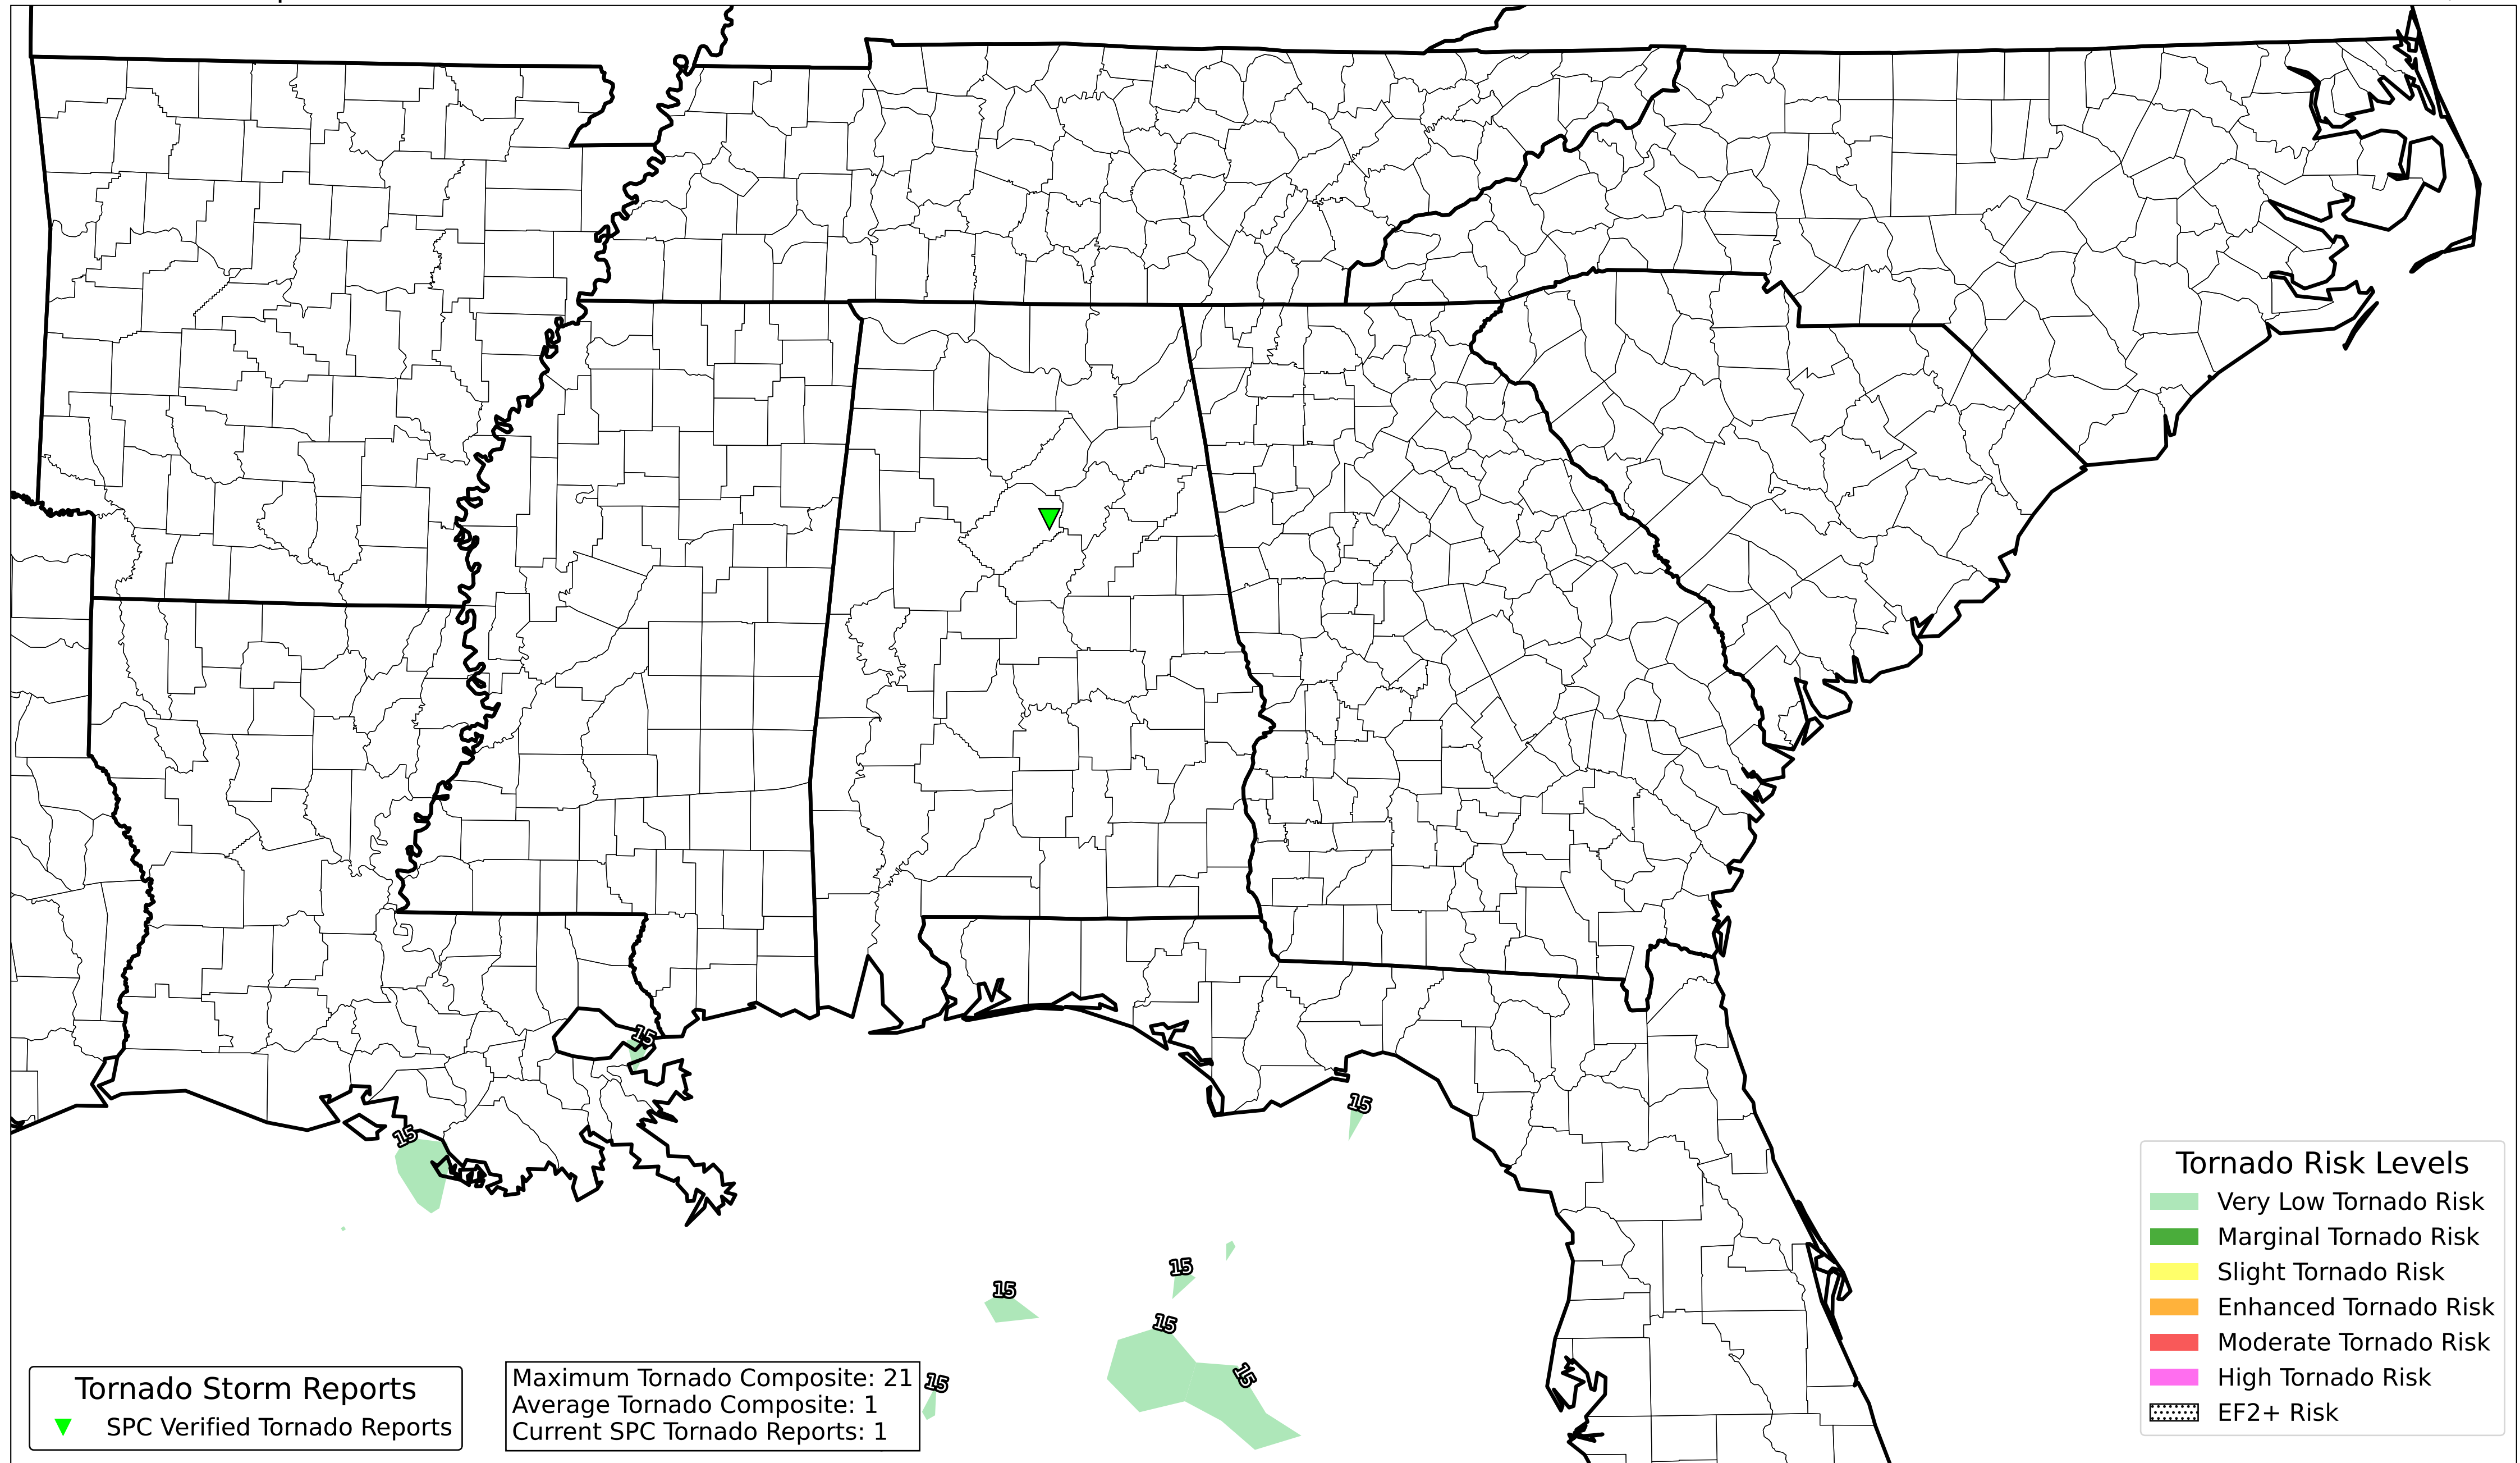 15
15
15
15
15
15
15
15
Tornado Risk Levels
Very Low Tornado Risk
Marginal Tornado Risk
Slight Tornado Risk
Enhanced Tornado Risk
Moderate Tornado Risk
High Tornado Risk
EF2+ Risk
Tornado Storm Reports
SPC Verified Tornado Reports
Maximum Tornado Composite: 21
Average Tornado Composite: 1
Current SPC Tornado Reports: 1